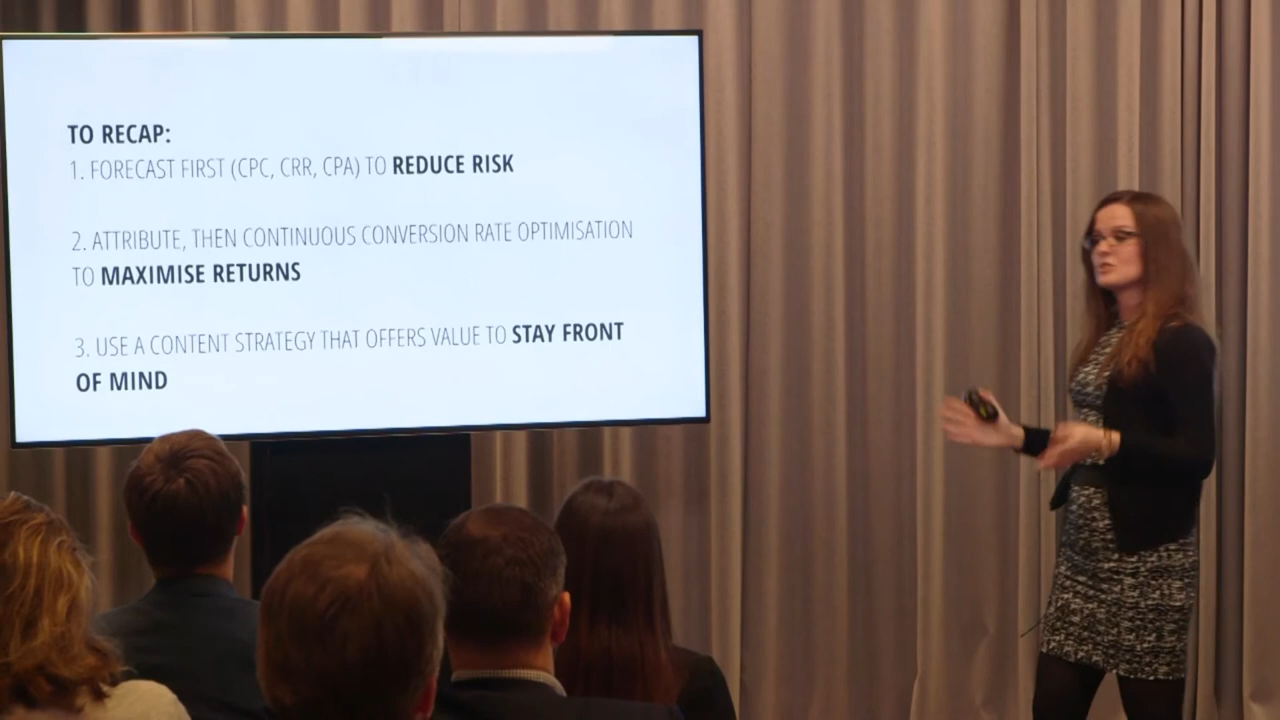 TO RECAP:
1. FORECAST FIRST (CPC, CRR, CPA) TO REDUCE RISK
2. ATTRIBUTE, THEN CONTINUOUS CONVERSION RATE OPTIMISATION
TO MAXIMISE RETURNS
3. USE A CONTENT STRATEGY THAT OFFERS VALUE TO STAY FRONT
OF MIND